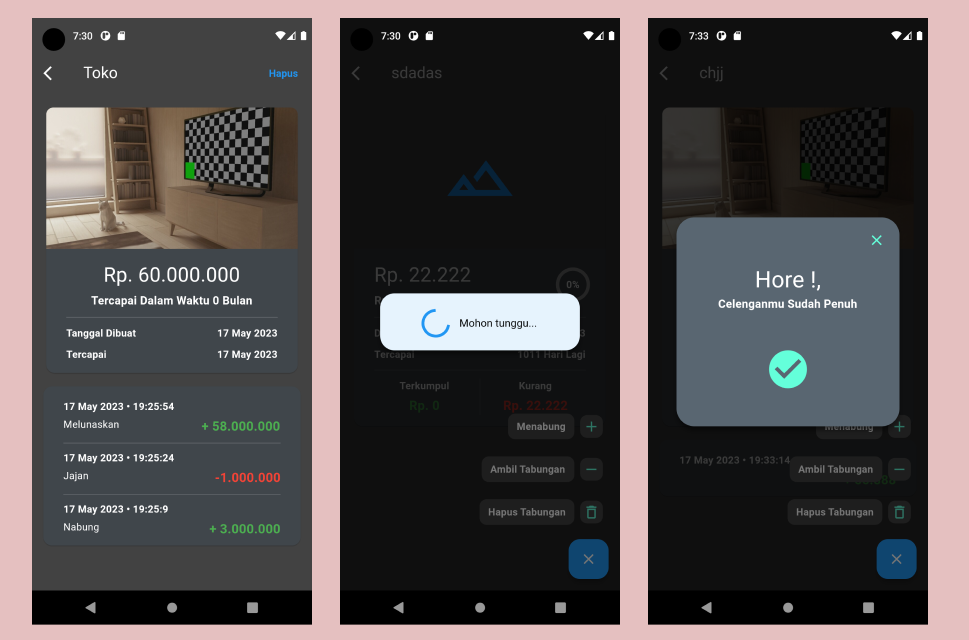 7:30
Toko
Hapus
Rp. 60.000.000
Tercapai Dalam Waktu 0 Bulan
Tanggal Dibuat 17 May 2023
Tercapai 17 May 2023
17 May 2023 • 19:25:54
Melunaskan + 58.000.000
17 May 2023 • 19:25:24
Jajan -1.000.000
17 May 2023 • 19:25:9
Nabung + 3.000.000
7:30
sdadas
Rp. 22.222
0%
Mohon tunggu...
Tercapai 1011 Hari Lagi
Terkumpul Kurang
Rp. 0 Rp. 22.222
Menabung
Ambil Tabungan
Hapus Tabungan
7:33
chjj
Hore !,
Celenganmu Sudah Penuh
Menabung
17 May 2023 • 19:33:14
Ambil Tabungan
Hapus Tabungan